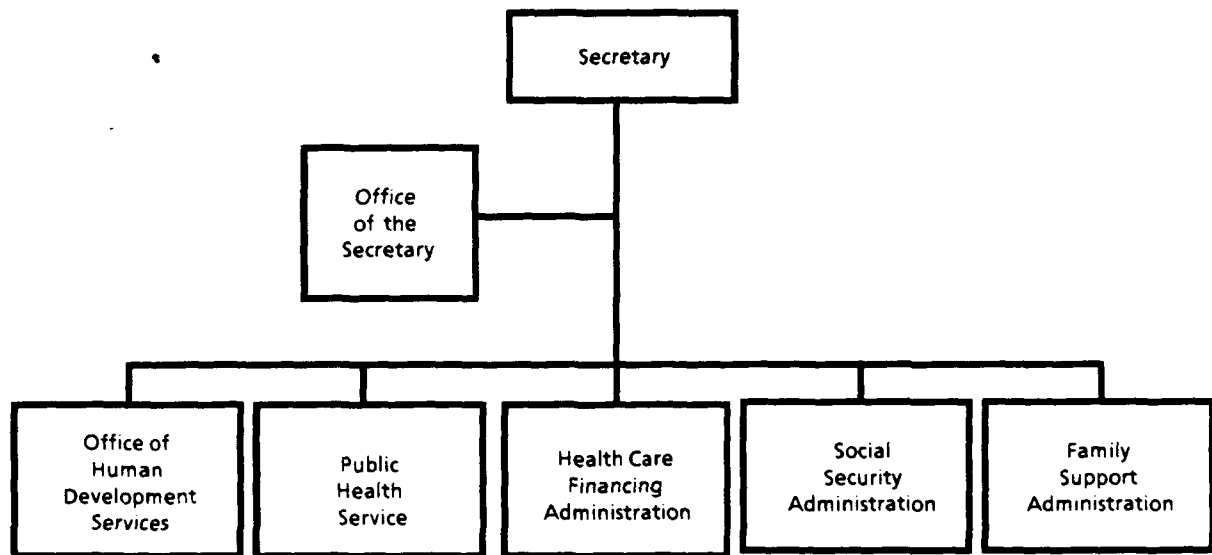 Secretary
Office
of the
Secretary
Office of
Human
Development
Services
Public
Health
Service
Health Care
Financing
Administration
Social
Security
Administration
Family
Support
Administration